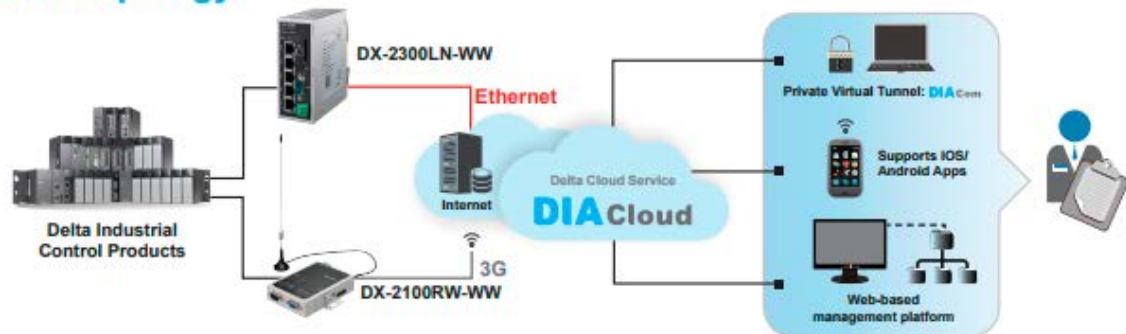 DX-2300LN-WW
Ethernet
Delta Industrial
Control Products
Internet
3G
DX-2100RW-WW
Delta Cloud Service
DIACloud
Private Virtual Tunnel: DIACom
Supports iOS/
Android Apps
Web-based
management platform